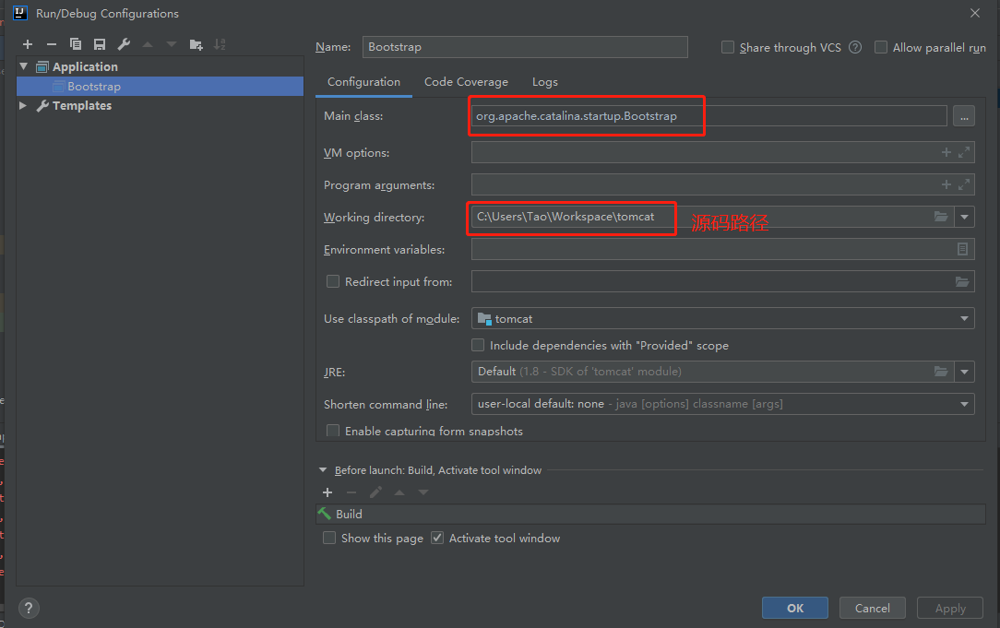 Run/Debug Configurations
Name: Bootstrap
Share through VCS ?
Allow parallel run
Application
Bootstrap
Templates
Configuration Code Coverage Logs
Main class: org.apache.catalina.startup.Bootstrap ...
VM options:
Program arguments:
Working directory: C:\Users\Tao\Workspace\tomcat 源码路径
Environment variables:
Redirect input from:
Use classpath of module: tomcat
Include dependencies with "Provided" scope
JRE: Default (1.8 - SDK of 'tomcat' module)
Shorten command line: user-local default: none - java [options] classname [args]
Enable capturing form snapshots
Before launch: Build, Activate tool window
Build
Show this page Activate tool window
? OK Cancel Apply